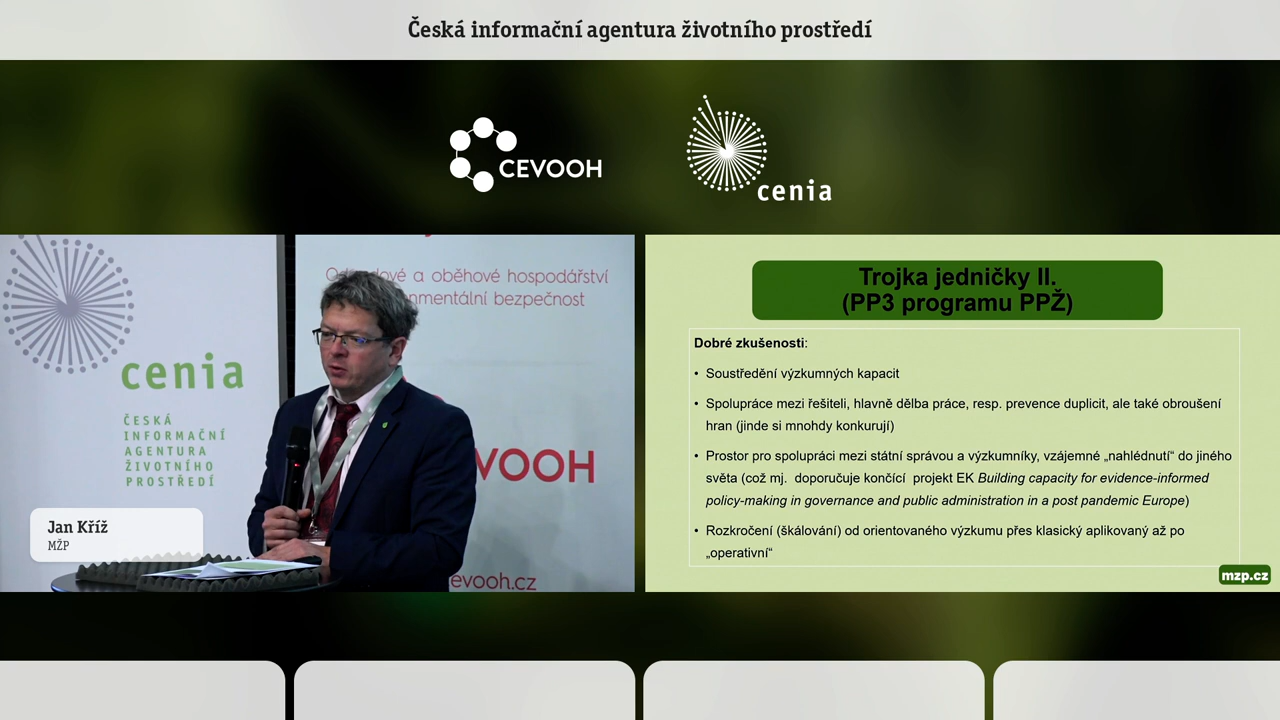 Česká informační agentura životního prostředí
CEVOOH
cenia
cenia
ČESKÁ
INFORMAČNÍ
AGENTURA
ŽIVOTNÍHO
PROSTŘEDÍ
a oběhové hospodářství
bezpečnost
VOOH
evooh.cz
Jan Kříž
MŽP
Trojka jedničky II.
(PP3 programu PPŽ)
Dobré zkušenosti:
• Soustředění výzkumných kapacit
• Spolupráce mezi řešiteli, hlavně dělba práce, resp. prevence duplicit, ale také obroušení
hran (jinde si mnohdy konkurují)
• Prostor pro spolupráci mezi státní správou a výzkumníky, vzájemné „nahlédnutí“ do jiného
světa (což mj. doporučuje končící projekt EK Building capacity for evidence-informed
policy-making in governance and public administration in a post pandemic Europe)
• Rozkročení (škálování) od orientovaného výzkumu přes klasický aplikovaný až po
„operativní“
mzp.cz